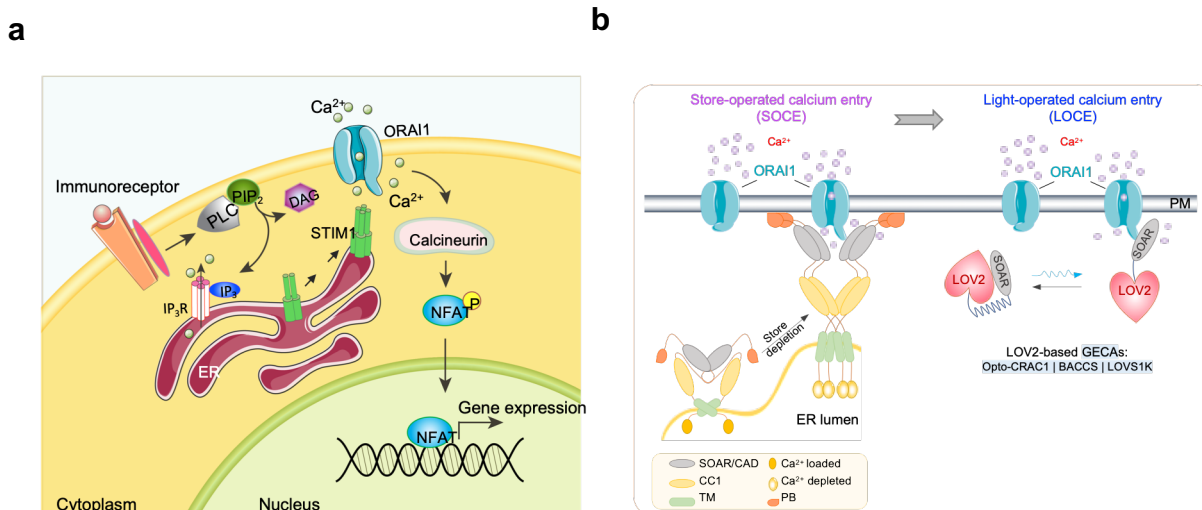 a
Ca2+
ORAI1
Immunoreceptor
PIP2
DAG
PLC
Ca2+
STIM1
Calcineurin
IP3R
IP3
NFAT
P
ER
Gene expression
NFAT
Cytoplasm
Nucleus
b
Store-operated calcium entry
(SOCE)
Light-operated calcium entry
(LOCE)
Ca2+
Ca2+
ORAI1
ORAI1
PM
SOAR
SOAR
LOV2
LOV2
Store
depletion
LOV2-based GECAs:
Opto-CRAC1 | BACCS | LOVS1K
ER lumen
SOAR/CAD
Ca2+ loaded
CC1
Ca2+ depleted
TM
PB